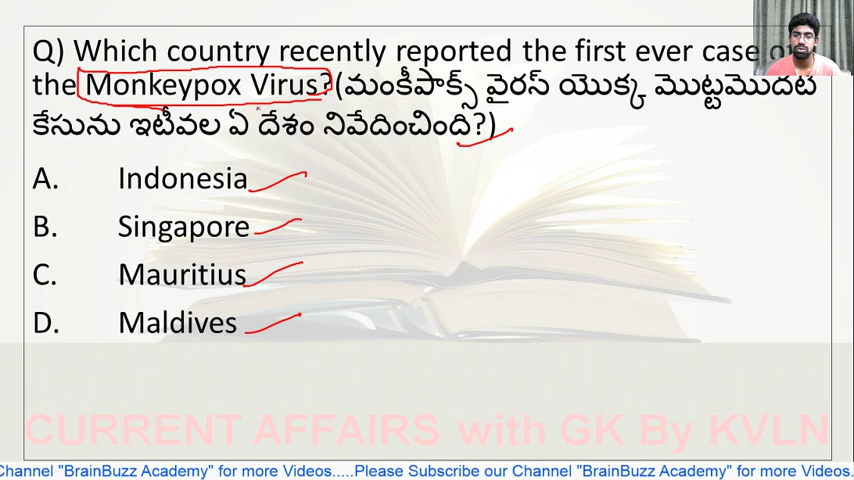 Q) Which country recently reported the first ever case of
the Monkeypox Virus?(మంకీపాక్స్ వైరస్ యొక్క మొట్టమొదటి
కేసును ఇటీవల ఏ దేశం నివేదించింది?)
A. Indonesia
B. Singapore
C. Mauritius
D. Maldives
CURRENT AFFAIRS with GK By KVLN
Channel "BrainBuzz Academy" for more Videos.....Please Subscribe our Channel "BrainBuzz Academy" for more Videos.